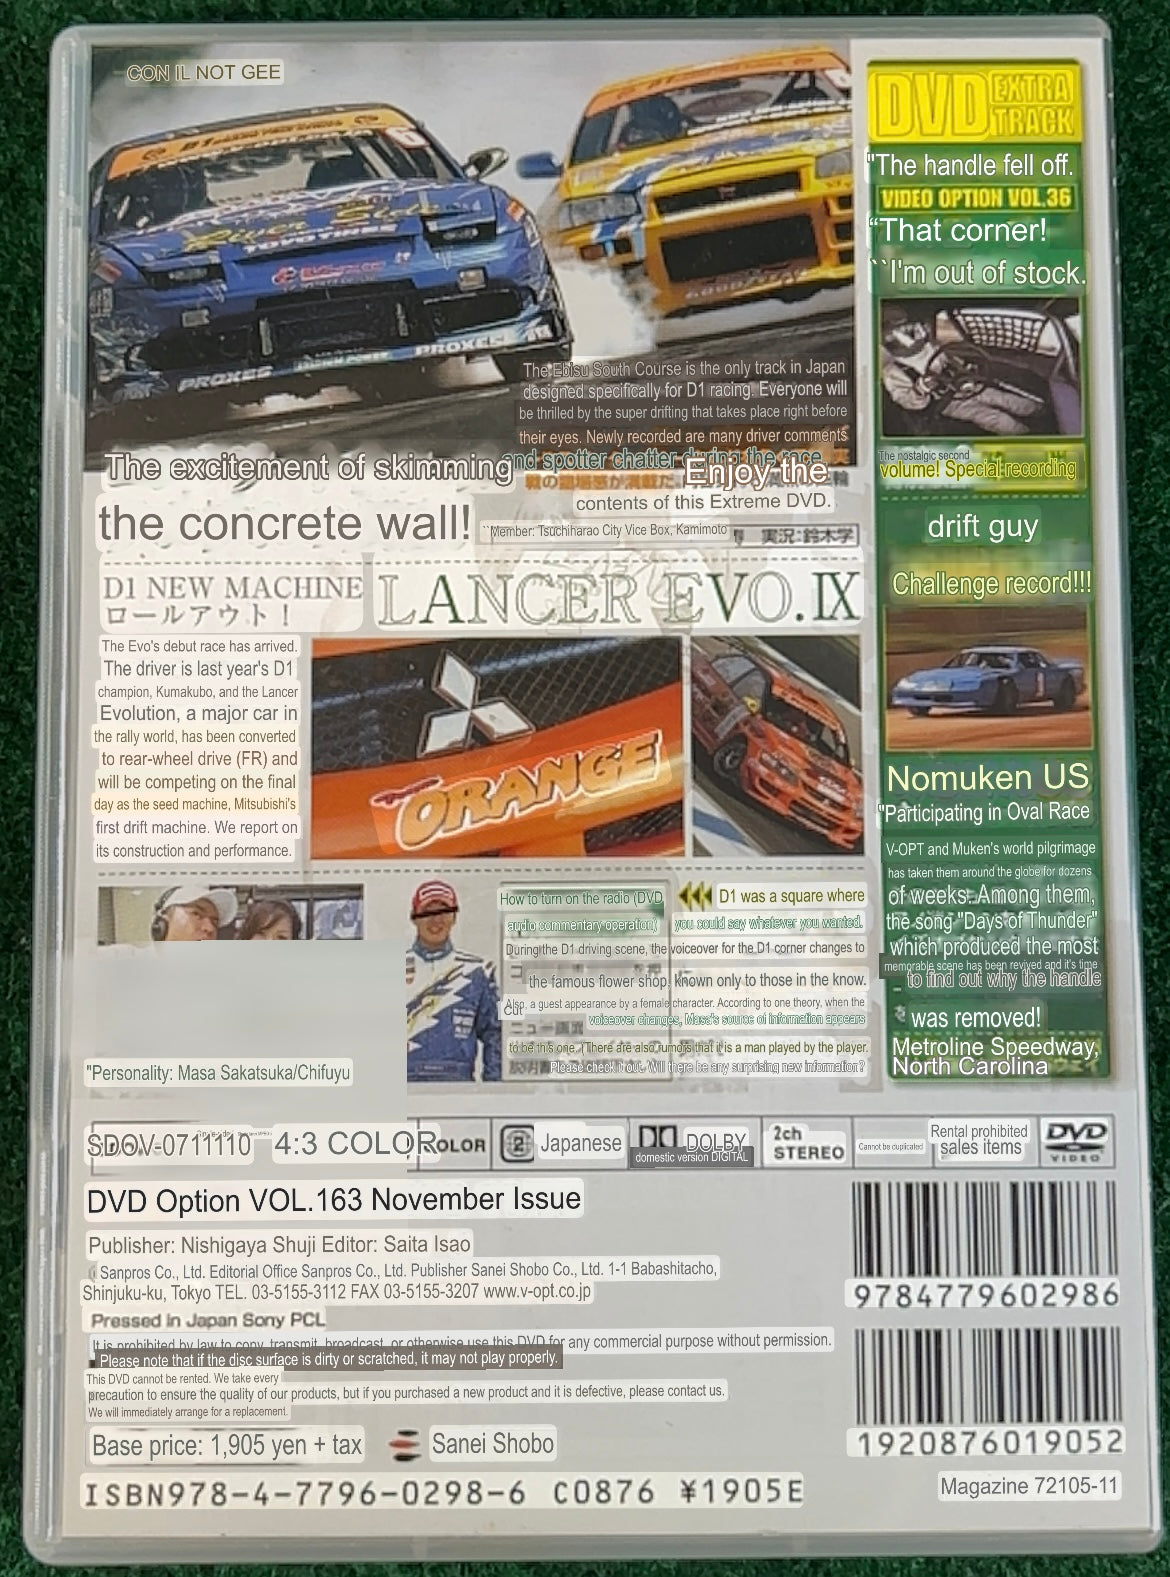 CON IL NOT GEE
DVD EXTRA TRACK
"The handle fell off.
VIDEO OPTION VOL.36
“That corner!
``I'm out of stock.
The nostalgic second
volume! Special recording
drift guy
Challenge record!!!
Nomuken US
"Participating in Oval Race
V-OPT and Muken's world pilgrimage
has taken them around the globe for dozens
of weeks. Among them,
the song "Days of Thunder"
which produced the most
memorable scene has been revived and it's time
to find out why the handle
was removed!
Metroline Speedway,
North Carolina
River Side
TOYO TIRES
PROXES
PROXES
The Ebisu South Course is the only track in Japan
designed specifically for D1 racing. Everyone will
be thrilled by the super drifting that takes place right before
their eyes. Newly recorded are many driver comments
and spotter chatter during the race
The excitement of skimming
Enjoy the
contents of this Extreme DVD.
the concrete wall!
``Member: Tsuchiharao City Vice Box, Kamimoto
実況：鈴木学
D1 NEW MACHINE
ロールアウト！
LANCER EVO.IX
The Evo's debut race has arrived.
The driver is last year's D1
champion, Kumakubo, and the Lancer
Evolution, a major car in
the rally world, has been converted
to rear-wheel drive (FR) and
will be competing on the final
day as the seed machine, Mitsubishi's
first drift machine. We report on
its construction and performance.
ORANGE
How to turn on the radio (DVD
audio commentary operation)
D1 was a square where
you could say whatever you wanted.
During the D1 driving scene, the voiceover for the D1 corner changes to
the famous flower shop, known only to those in the know.
Cut
Also, a guest appearance by a female character. According to one theory, when the
voiceover changes, Masa's source of information appears
to be this one. (There are also rumors that it is a man played by the player.
Please check it out. Will there be any surprising new information?
"Personality: Masa Sakatsuka/Chifuyu
SDOV-0711110 4:3 COLOR
COLOR
2 Japanese
DOLBY
domestic version DIGITAL
2ch
STEREO
Cannot be duplicated
Rental prohibited
sales items
DVD
VIDEO
DVD Option VOL.163 November Issue
Publisher: Nishigaya Shuji Editor: Saita Isao
Sanpros Co., Ltd. Editorial Office Sanpros Co., Ltd. Publisher Sanei Shobo Co., Ltd. 1-1 Babashitacho,
Shinjuku-ku, Tokyo TEL. 03-5155-3112 FAX 03-5155-3207 www.v-opt.co.jp
Pressed in Japan Sony PCL
It is prohibited by law to copy, transmit, broadcast, or otherwise use this DVD for any commercial purpose without permission.
Please note that if the disc surface is dirty or scratched, it may not play properly.
This DVD cannot be rented. We take every
precaution to ensure the quality of our products, but if you purchased a new product and it is defective, please contact us.
We will immediately arrange for a replacement.
Base price: 1,905 yen + tax
Sanei Shobo
ISBN978-4-7796-0298-6 C0876 ¥1905E
9784779602986
1920876019052
Magazine 72105-11